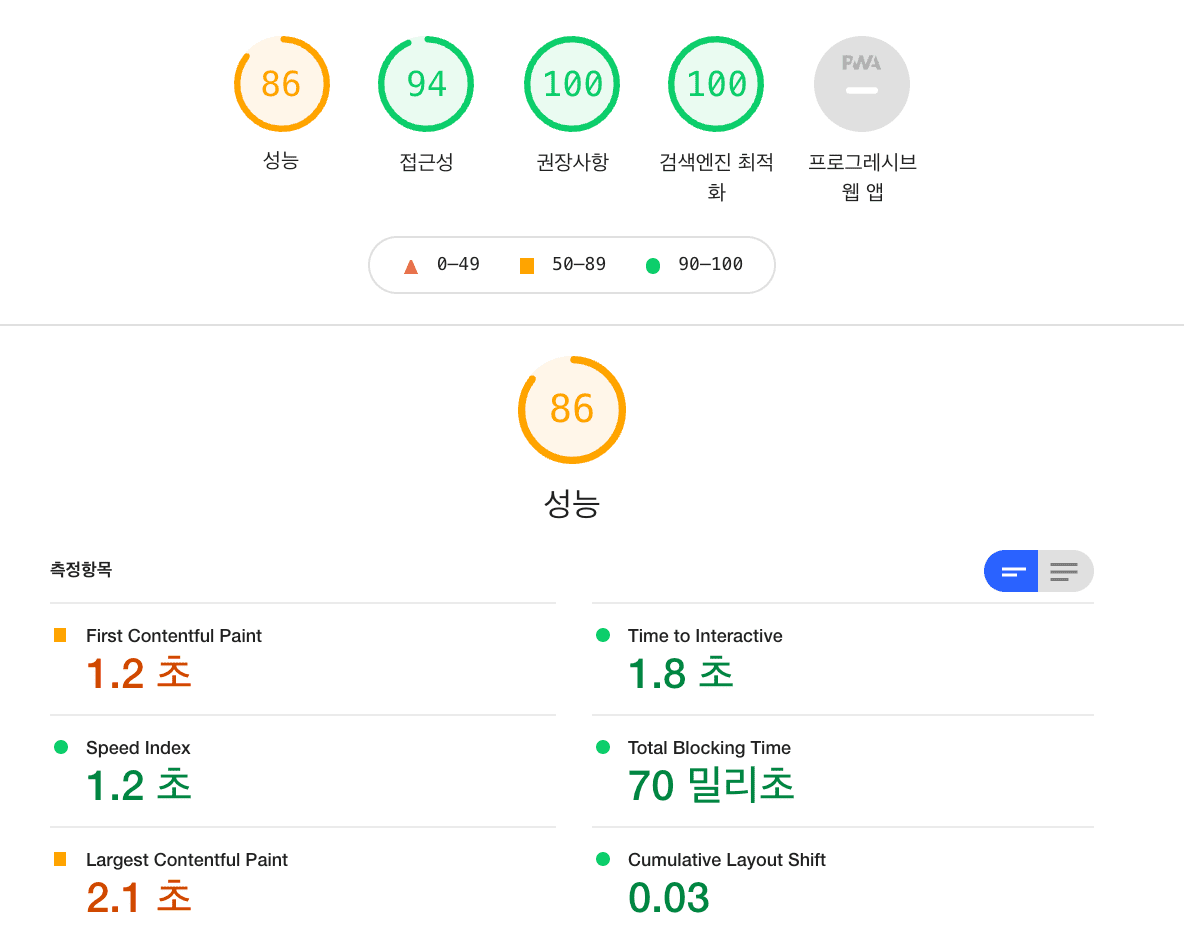 86
94
100
100
PWA
성능
접근성
권장사항
검색엔진 최적
화
프로그레시브
웹 앱
0–49
50–89
90–100
86
성능
측정항목
First Contentful Paint
1.2 초
Time to Interactive
1.8 초
Speed Index
1.2 초
Total Blocking Time
70 밀리초
Largest Contentful Paint
2.1 초
Cumulative Layout Shift
0.03